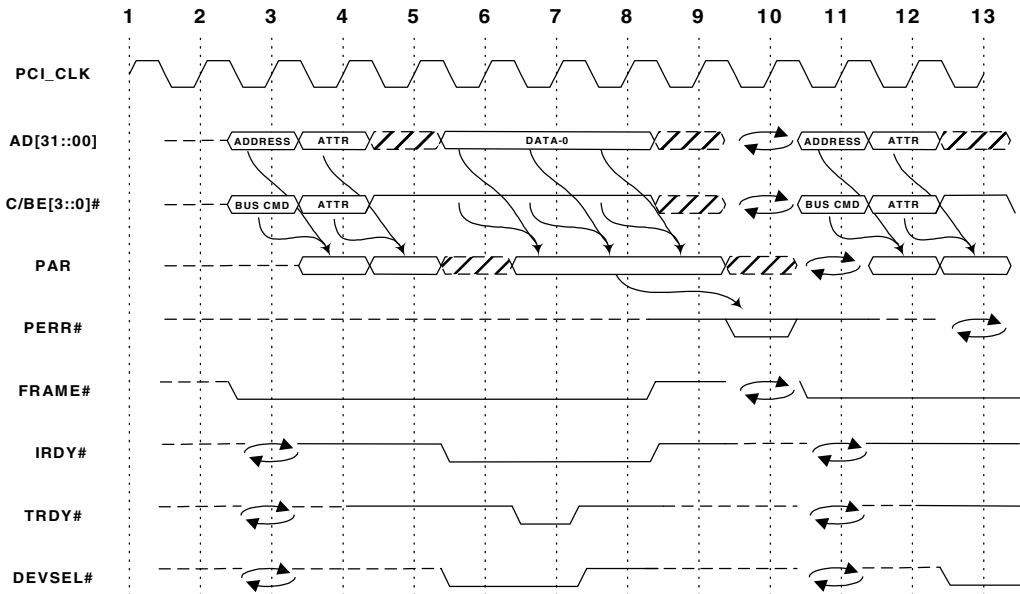 1 2 3 4 5 6 7 8 9 10 11 12 13
PCI_CLK
AD[31::00] ADDRESS ATTR DATA-0 ADDRESS ATTR
C/BE[3::0]# BUS CMD ATTR BUS CMD ATTR
PAR
PERR#
FRAME#
IRDY#
TRDY#
DEVSEL#